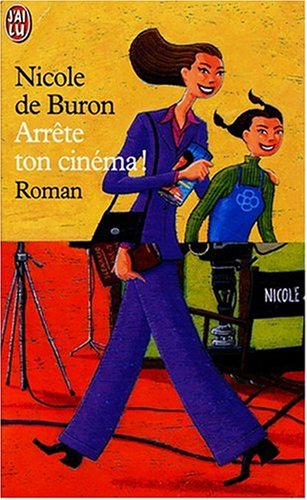 J'AI
LU
Nicole
de Buron
Arrête
ton cinéma!
Roman
NICOLE